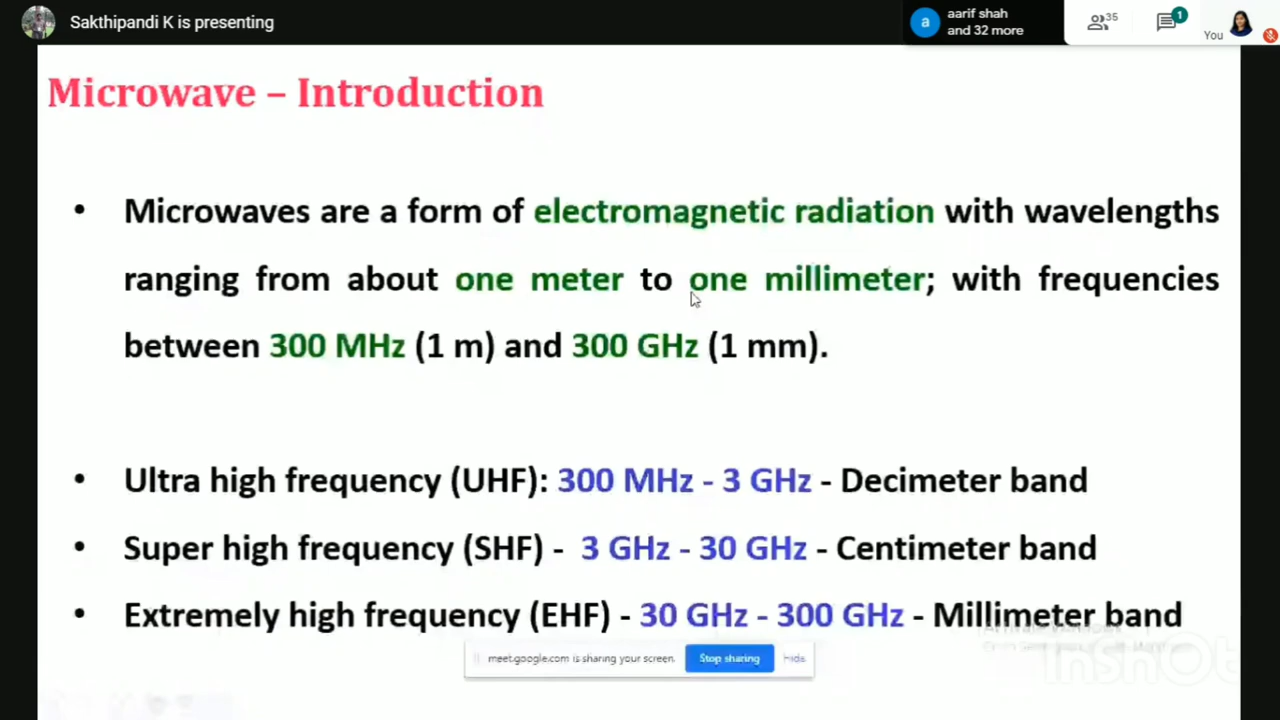 Sakthipandi K is presenting
a
aarif shah
and 32 more
35
1
You
Microwave – Introduction
• Microwaves are a form of electromagnetic radiation with wavelengths
ranging from about one meter to one millimeter; with frequencies
between 300 MHz (1 m) and 300 GHz (1 mm).
• Ultra high frequency (UHF): 300 MHz - 3 GHz - Decimeter band
• Super high frequency (SHF) - 3 GHz - 30 GHz - Centimeter band
• Extremely high frequency (EHF) - 30 GHz - 300 GHz - Millimeter band
Activate Windows
meet.google.com is sharing your screen.
Stop sharing
Hide
InShOt